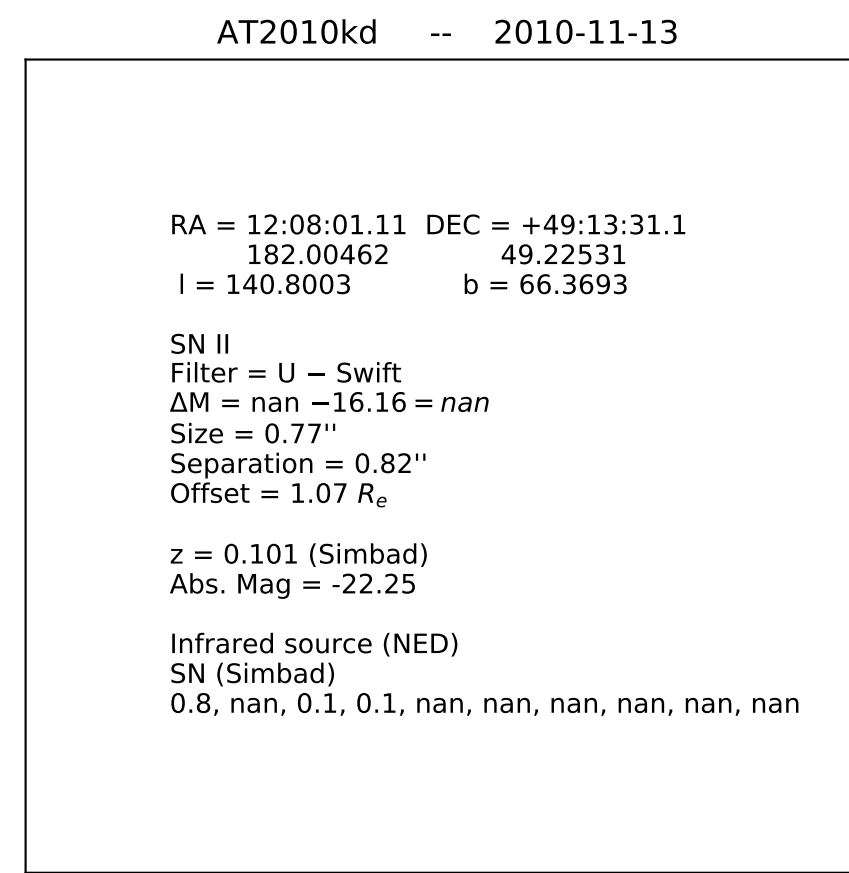 AT2010kd -- 2010-11-13
RA = 12:08:01.11 DEC = +49:13:31.1
182.00462 49.22531
l = 140.8003 b = 66.3693
SN II
Filter = U − Swift
ΔM = nan −16.16 = nan
Size = 0.77''
Separation = 0.82''
Offset = 1.07 Rₑ
z = 0.101 (Simbad)
Abs. Mag = -22.25
Infrared source (NED)
SN (Simbad)
0.8, nan, 0.1, 0.1, nan, nan, nan, nan, nan, nan